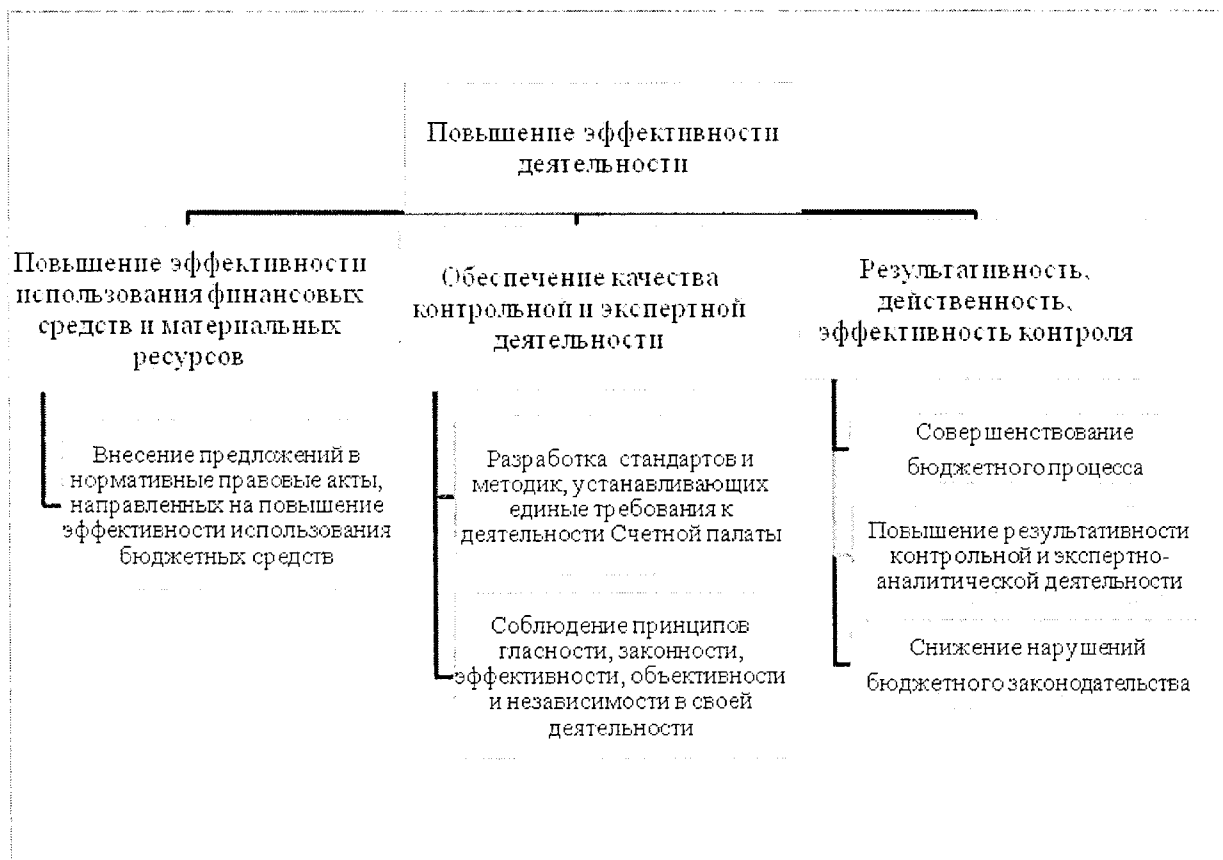 Повышение эффективности
деятельности
Повышение эффективности
использования финансовых
средств и материальных
ресурсов
Внесение предложений в
нормативные правовые акты,
направленных на повышение
эффективности использования
бюджетных средств
Обеспечение качества
контрольной и экспертной
деятельности
Разработка стандартов и
методик, устанавливающих
единые требования к
деятельности Счетной палаты
Соблюдение принципов
гласности, законности,
эффективности, объективности
и независимости в своей
деятельности
Результативность,
действенность,
эффективность контроля
Совершенствование
бюджетного процесса
Повышение результативности
контрольной и экспертно-
аналитической деятельности
Снижение нарушений
бюджетного законодательства